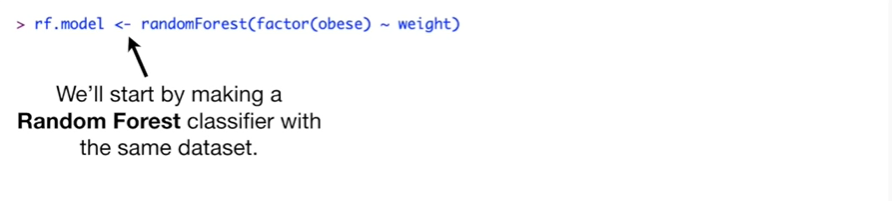 > rf.model <- randomForest(factor(obese) ~ weight)
We'll start by making a
Random Forest classifier with
the same dataset.